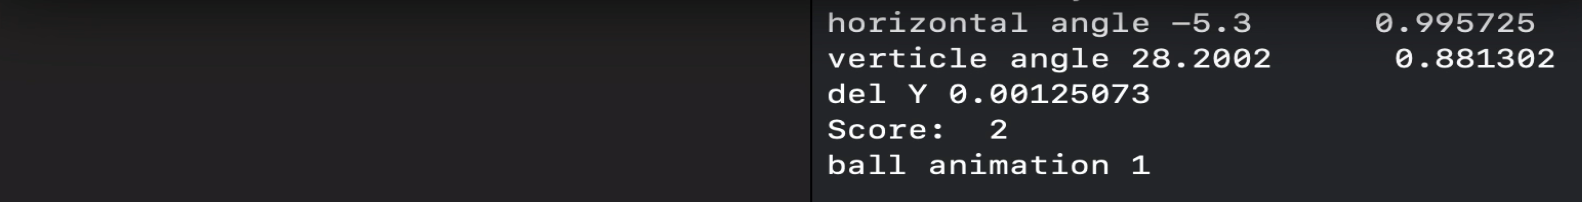 horizontal angle -5.3      0.995725
verticle angle 28.2002      0.881302
del Y 0.00125073
Score:  2
ball animation 1